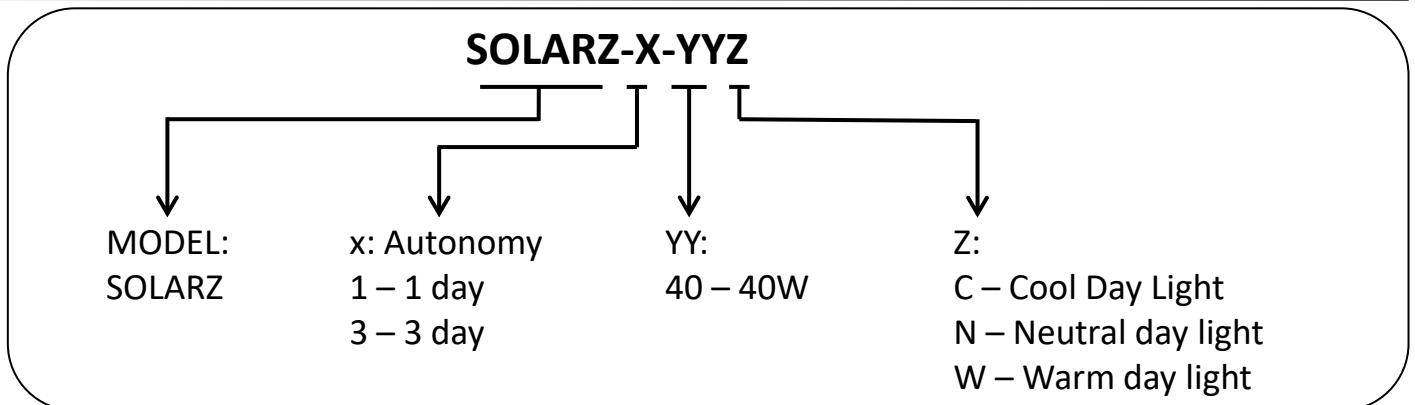 SOLARZ-X-YYZ
MODEL:
SOLARZ
x: Autonomy
1 – 1 day
3 – 3 day
YY:
40 – 40W
Z:
C – Cool Day Light
N – Neutral day light
W – Warm day light